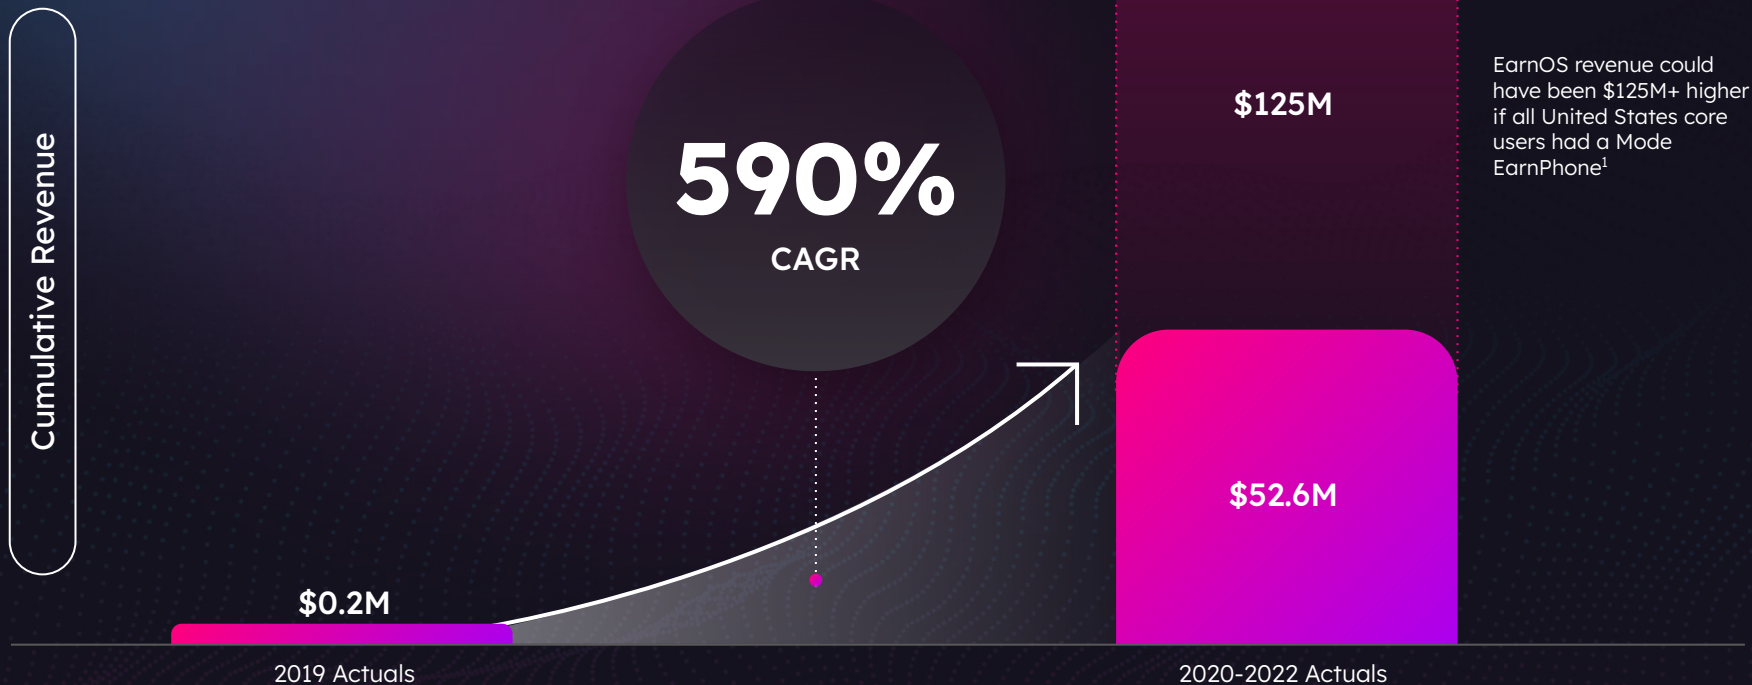 Cumulative Revenue
590%
CAGR
$125M
EarnOS revenue could
have been $125M+ higher
if all United States core
users had a Mode
EarnPhone¹
$52.6M
$0.2M
2019 Actuals
2020-2022 Actuals